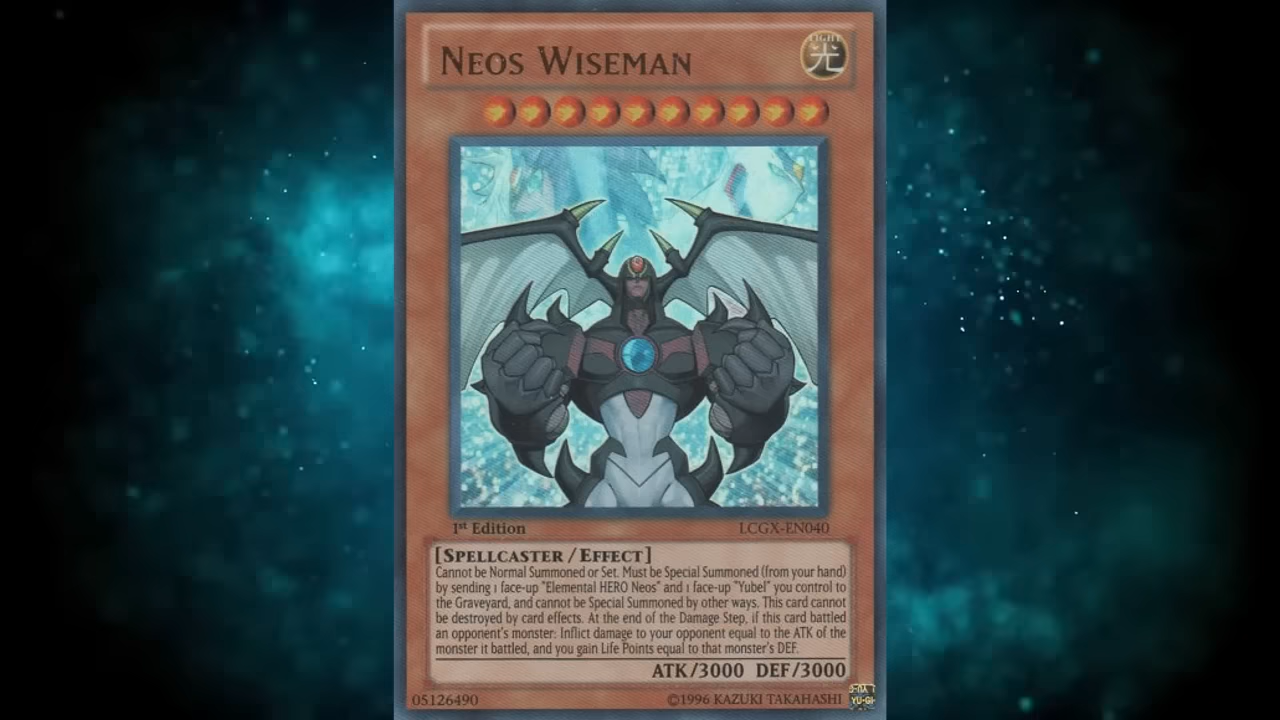 NEOS WISEMAN
LIGHT
光
1st Edition
LCGX-EN040
[SPELLCASTER / EFFECT]
Cannot be Normal Summoned or Set. Must be Special Summoned (from your hand)
by sending 1 face-up "Elemental HERO Neos" and 1 face-up "Yubel" you control to
the Graveyard, and cannot be Special Summoned by other ways. This card cannot
be destroyed by card effects. At the end of the Damage Step, if this card battled
an opponent's monster: Inflict damage to your opponent equal to the ATK of the
monster it battled, and you gain Life Points equal to that monster's DEF.
ATK/3000 DEF/3000
05126490
©1996 KAZUKI TAKAHASHI